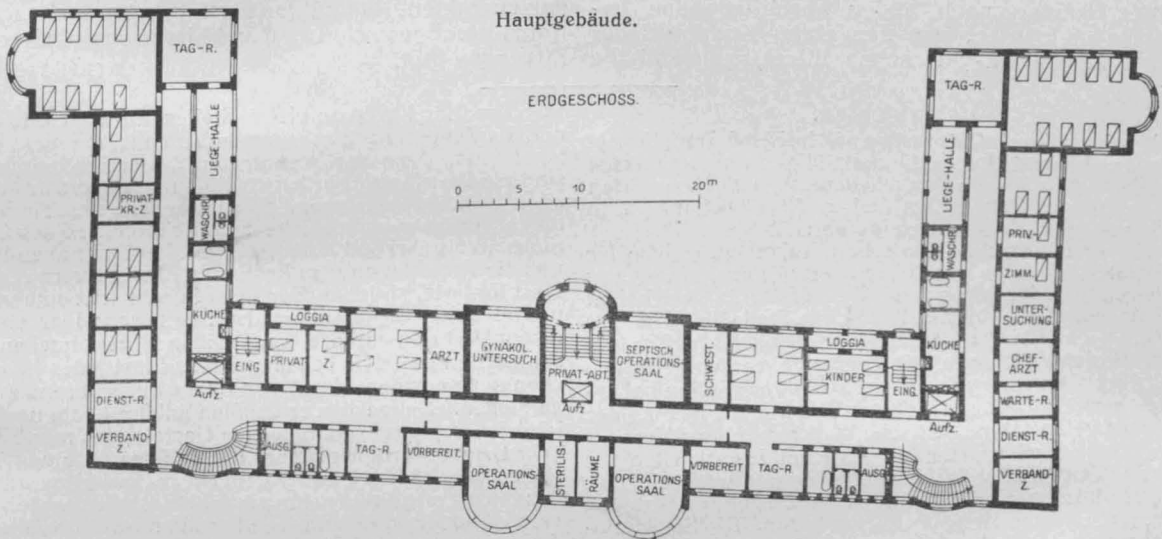 Hauptgebäude.
ERDGESCHOSS.
0 10 20 m
TAG-R.
LIEGE-HALLE
PRIVAT-
KR-Z.
WASCHR.
KÜCHE
Aufz.
DIENST-R.
VERBAND-
Z.
EING.
LOGGIA
PRIVAT
Z.
ARZT
GYNÄKOL.
UNTERSUCH
PRIVAT-ABT.
Aufz
SEPTISCH.
OPERATIONS-
SAAL
SCHWEST.
LOGGIA
KINDER
EING.
AUSG.
TAG-R.
VORBEREIT.
OPERATIONS-
SAAL
STERILIS-
RÄUME
OPERATIONS-
SAAL
VORBEREIT
TAG-R.
AUSG
TAG-R.
LIEGE-HALLE
WASCHR.
KÜCHE
Aufz.
PRIV-
ZIMM.
UNTER-
SUCHUNG
CHEF-
ARZT
WARTE-R.
DIENST-R.
VERBAND-
Z.